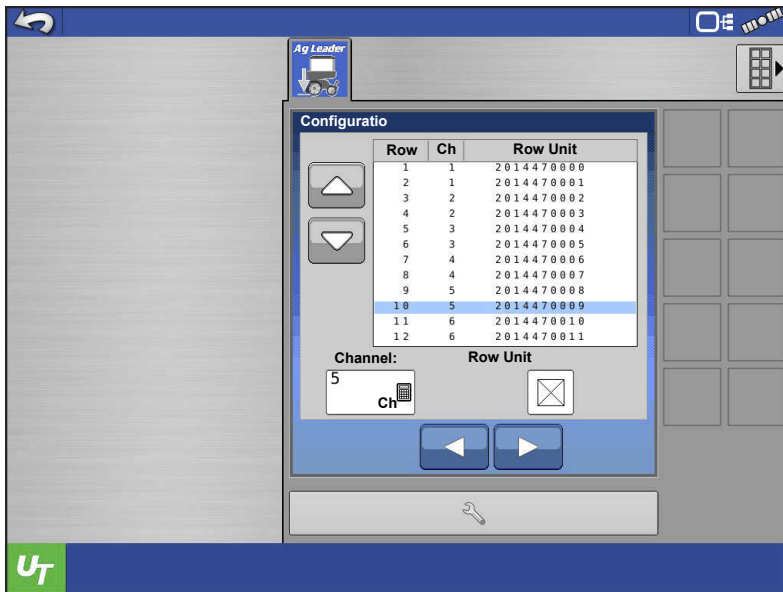 Ag Leader
Configuratio
Row Ch Row Unit
1 1 2014470000
2 1 2014470001
3 2 2014470002
4 2 2014470003
5 3 2014470004
6 3 2014470005
7 4 2014470006
8 4 2014470007
9 5 2014470008
10 5 2014470009
11 6 2014470010
12 6 2014470011
Channel: Row Unit
5
Ch
UT